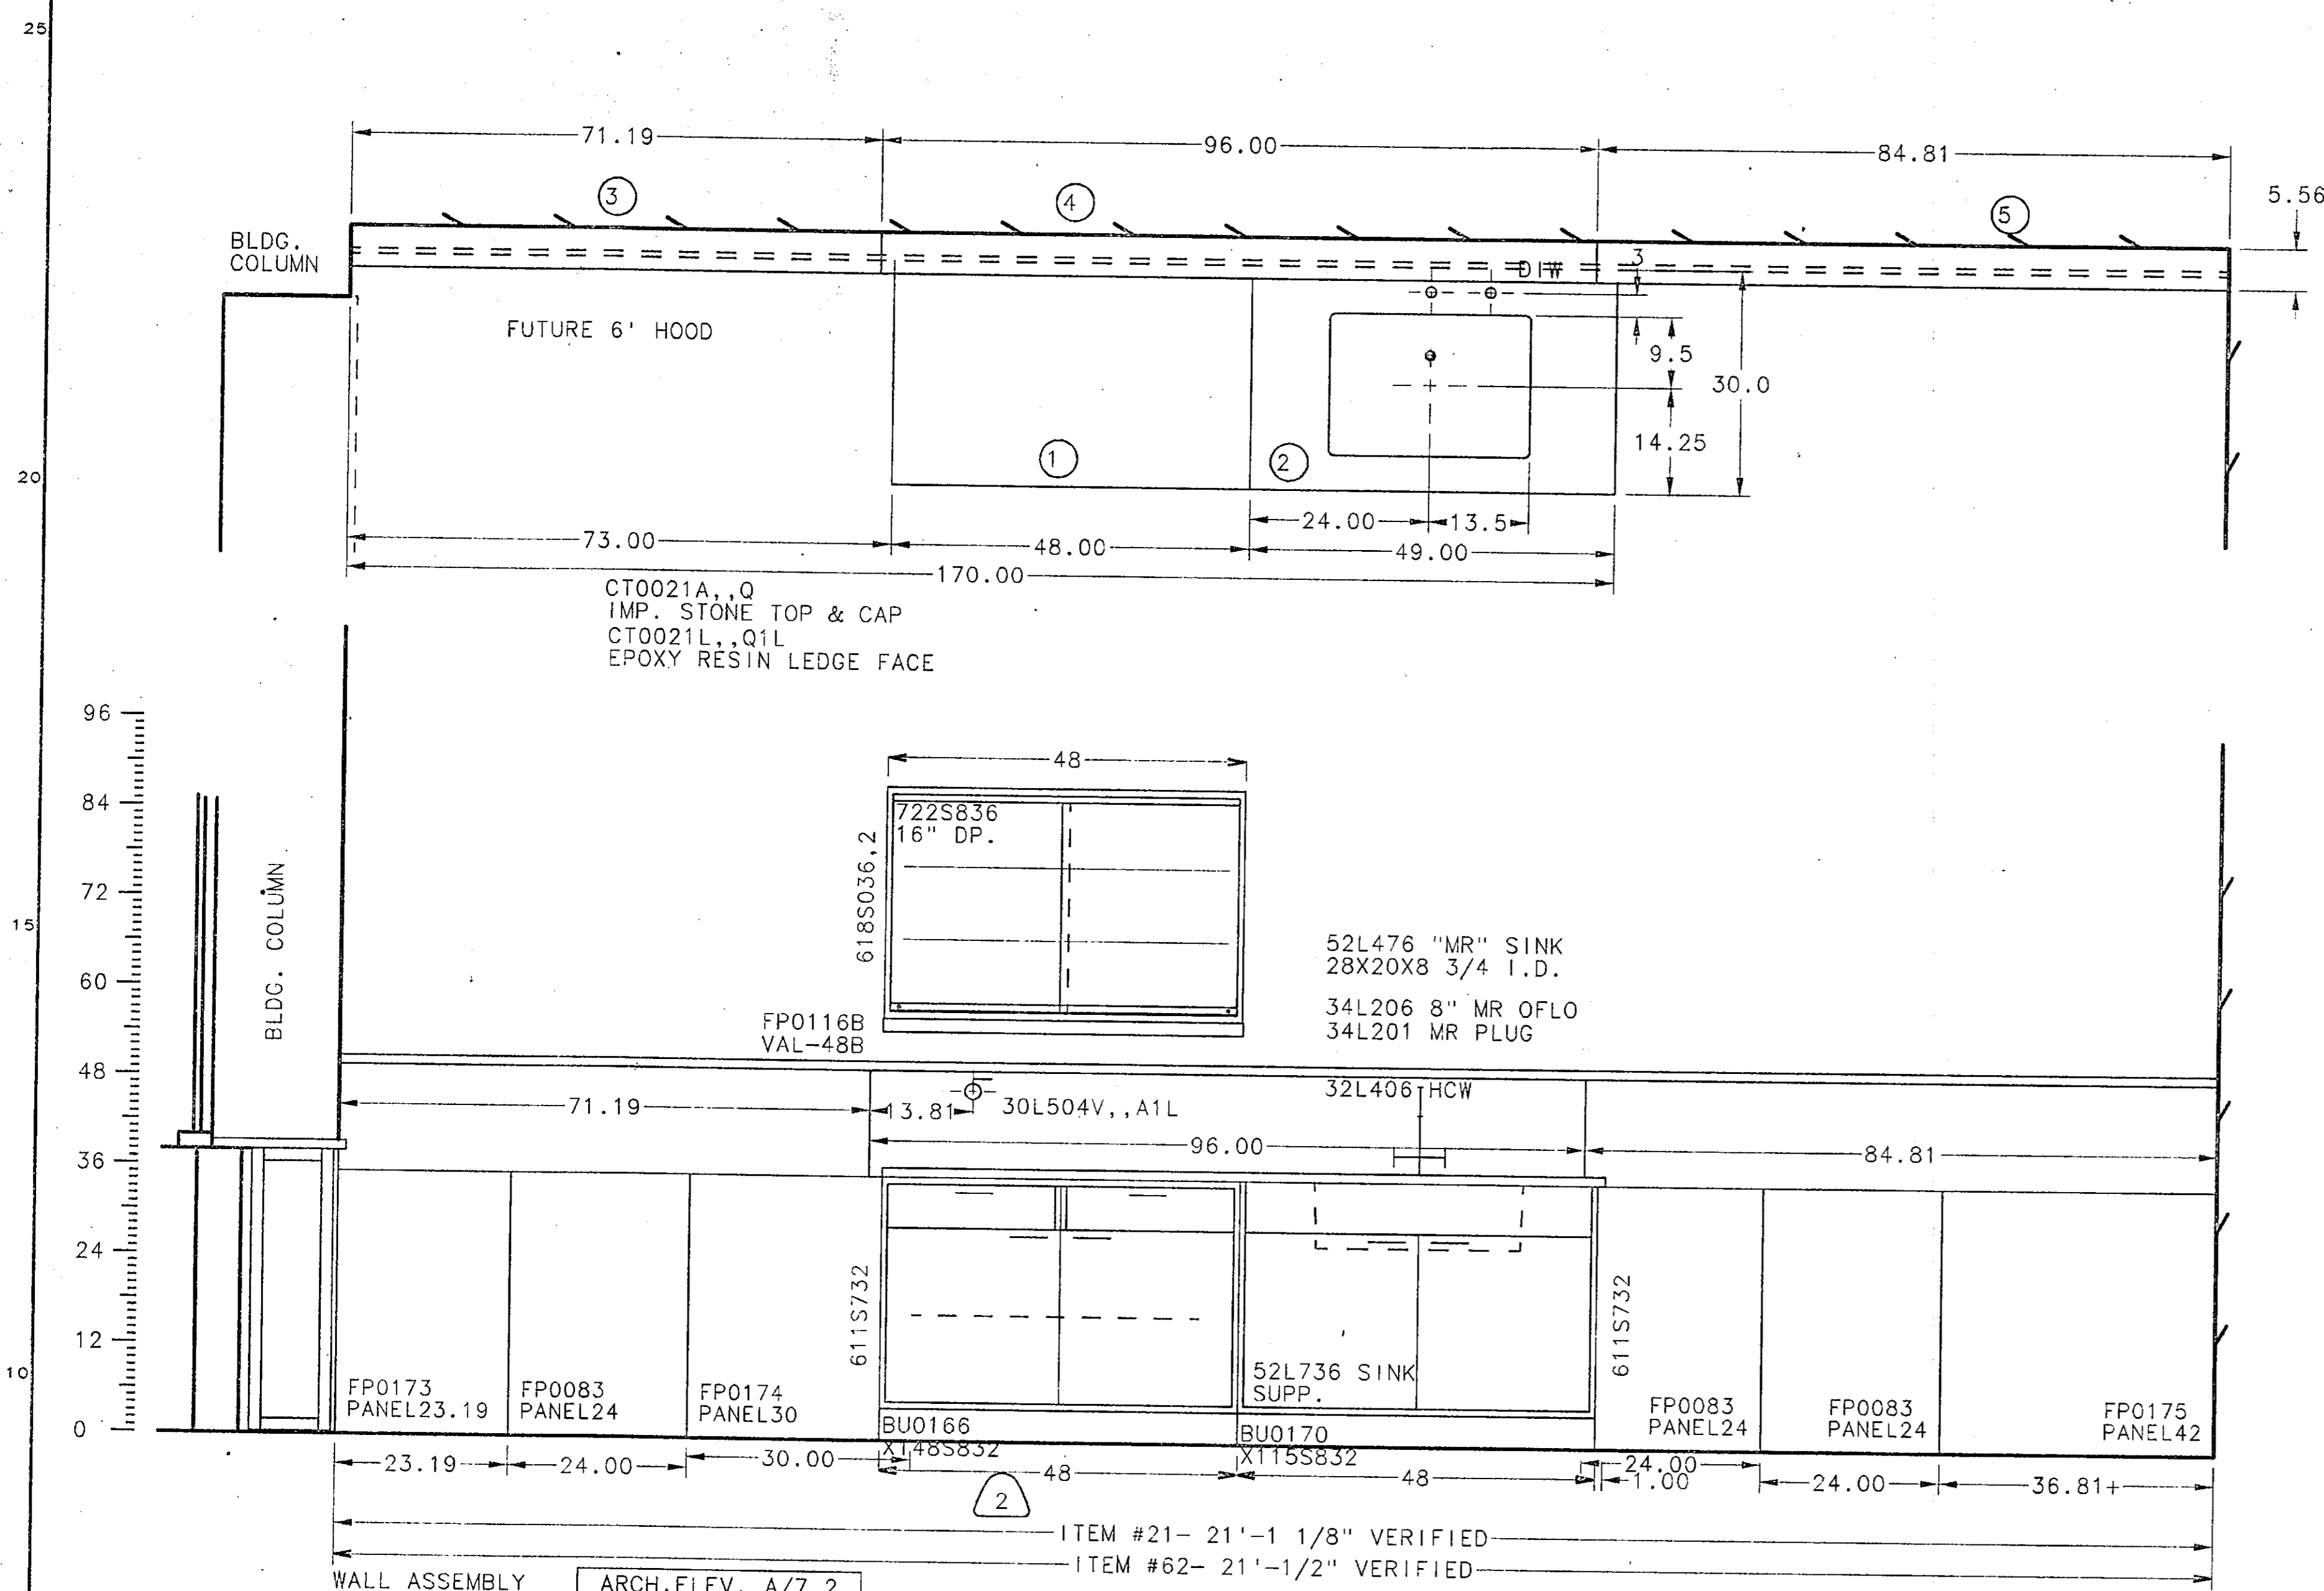 25
71.19
96.00
84.81
5.56
3
4
5
BLDG.
COLUMN
DIW
3
FUTURE 6' HOOD
9.5
30.0
14.25
1
2
24.00
13.5
73.00
48.00
49.00
170.00
20
CT0021A,,Q
IMP. STONE TOP & CAP
CT0021L,,Q1L
EPOXY RESIN LEDGE FACE
96
84
72
60
48
36
24
12
0
15
10
BLDG. COLUMN
48
722S836
16" DP.
618S036,2
52L476 "MR" SINK
28X20X8 3/4 I.D.
34L206 8" MR OFLO
34L201 MR PLUG
FP0116B
VAL-48B
71.19
13.81
30L504V,,A1L
32L406 HCW
96.00
84.81
611S732
611S732
52L736 SINK
SUPP.
FP0173
PANEL23.19
FP0083
PANEL24
FP0174
PANEL30
BU0166
X148S832
BU0170
X115S832
FP0083
PANEL24
FP0083
PANEL24
FP0175
PANEL42
23.19
24.00
30.00
48
48
24.00
1.00
24.00
36.81+
2
ITEM #21- 21'-1 1/8" VERIFIED
ITEM #62- 21'-1/2" VERIFIED
WALL ASSEMBLY
ARCH.ELEV. A/7.2